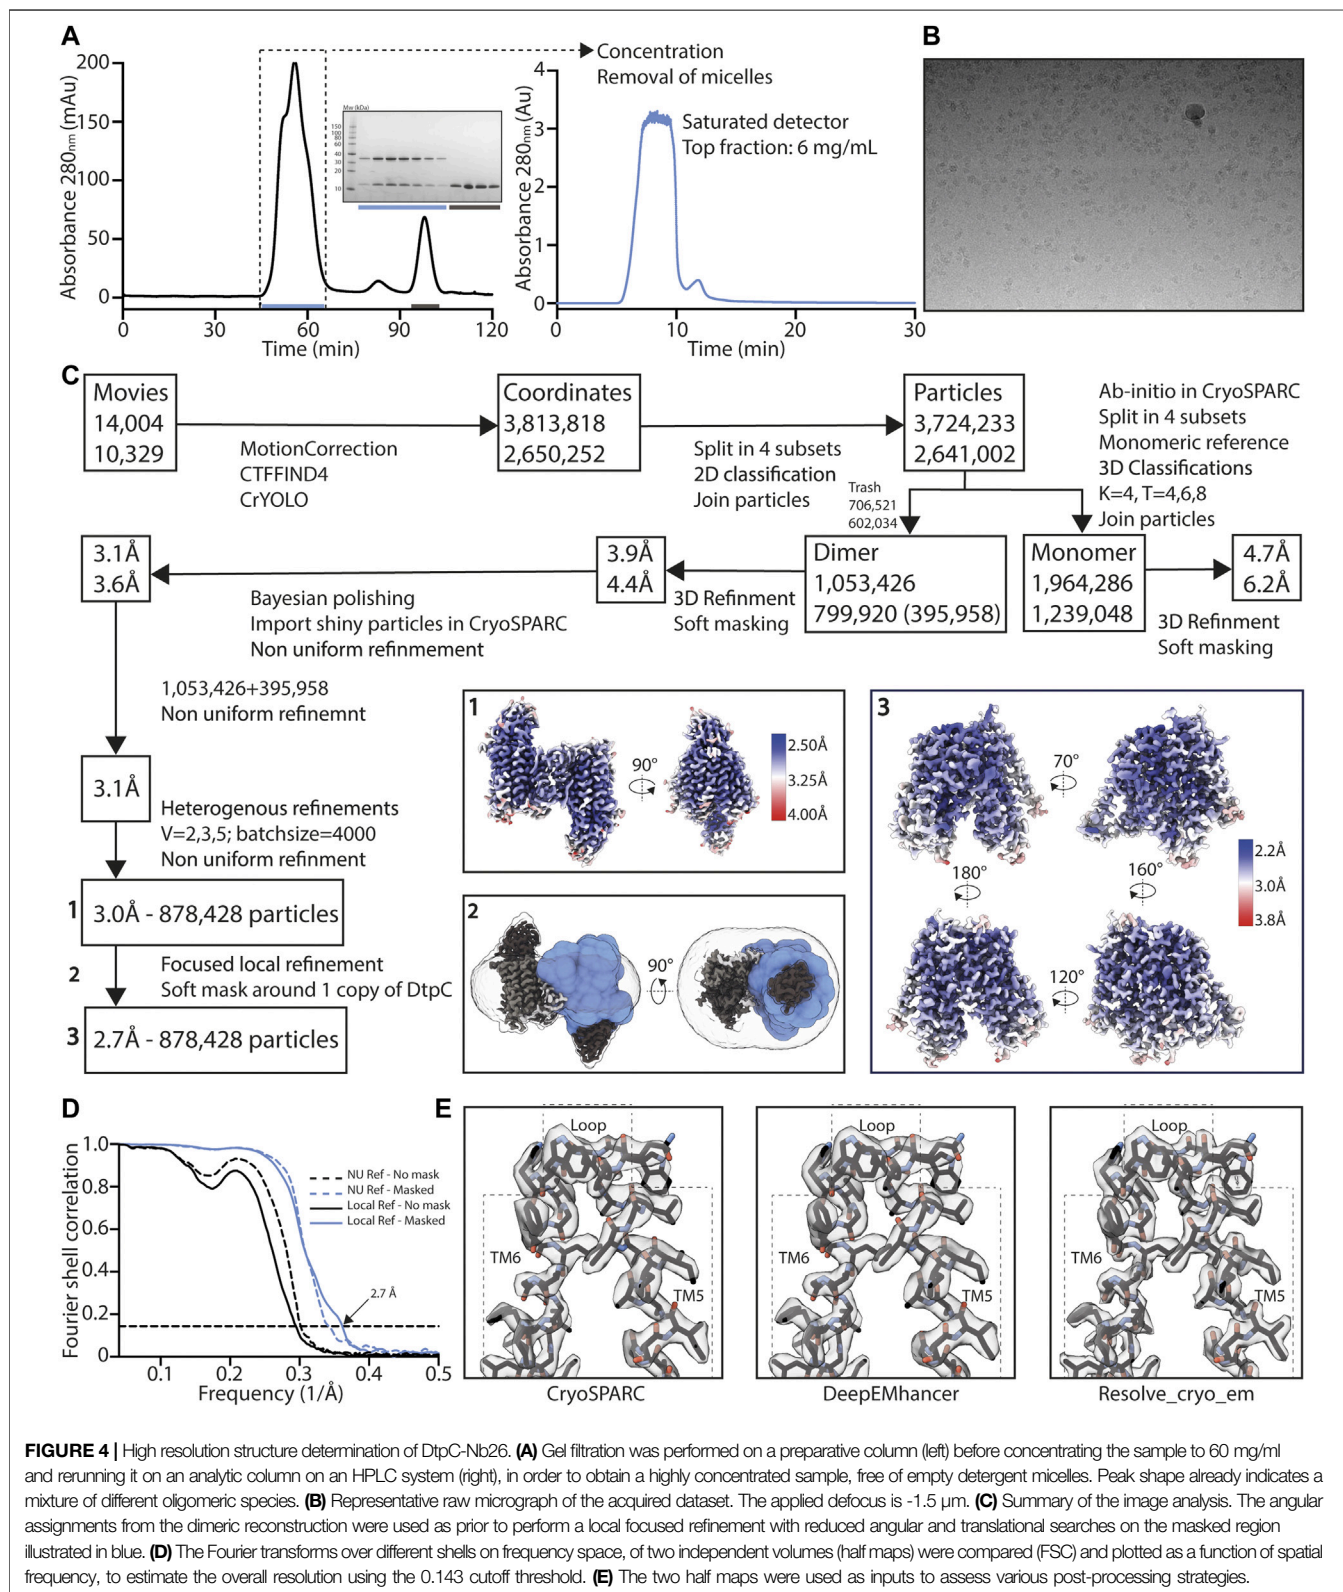 A
200
150
100
50
0
Absorbance 280nm (mAu)
0
30
60
90
120
Time (min)
Mw (kDa)
150
100
80
60
40
30
20
10
Concentration
Removal of micelles
4
3
2
1
0
Absorbance 280nm (Au)
Saturated detector
Top fraction: 6 mg/mL
0
10
20
30
Time (min)
B
C
Movies
14,004
10,329
MotionCorrection
CTFFIND4
CrYOLO
Coordinates
3,813,818
2,650,252
Split in 4 subsets
2D classification
Join particles
Particles
3,724,233
2,641,002
Ab-initio in CryoSPARC
Split in 4 subsets
Monomeric reference
3D Classifications
K=4, T=4,6,8
Join particles
Trash
706,521
602,034
Dimer
1,053,426
799,920 (395,958)
Monomer
1,964,286
1,239,048
4.7Å
6.2Å
3D Refinment
Soft masking
3D Refinment
Soft masking
3.9Å
4.4Å
Bayesian polishing
Import shiny particles in CryoSPARC
Non uniform refinmement
3.1Å
3.6Å
1,053,426+395,958
Non uniform refinemnt
3.1Å
Heterogenous refinements
V=2,3,5; batchsize=4000
Non uniform refinment
1
3.0Å - 878,428 particles
2
Focused local refinement
Soft mask around 1 copy of DtpC
3
2.7Å - 878,428 particles
1
90°
2.50Å
3.25Å
4.00Å
2
90°
3
70°
180°
160°
120°
2.2Å
3.0Å
3.8Å
D
1.0
0.8
0.6
0.4
0.2
0
Fourier shell correlation
NU Ref - No mask
NU Ref - Masked
Local Ref - No mask
Local Ref - Masked
2.7 Å
0.1
0.2
0.3
0.4
0.5
Frequency (1/Å)
E
Loop
TM6
TM5
CryoSPARC
Loop
TM6
TM5
DeepEMhancer
Loop
TM6
TM5
Resolve_cryo_em
FIGURE 4 | High resolution structure determination of DtpC-Nb26. (A) Gel filtration was performed on a preparative column (left) before concentrating the sample to 60 mg/ml
and rerunning it on an analytic column on an HPLC system (right), in order to obtain a highly concentrated sample, free of empty detergent micelles. Peak shape already indicates a
mixture of different oligomeric species. (B) Representative raw micrograph of the acquired dataset. The applied defocus is -1.5 µm. (C) Summary of the image analysis. The angular
assignments from the dimeric reconstruction were used as prior to perform a local focused refinement with reduced angular and translational searches on the masked region
illustrated in blue. (D) The Fourier transforms over different shells on frequency space, of two independent volumes (half maps) were compared (FSC) and plotted as a function of spatial
frequency, to estimate the overall resolution using the 0.143 cutoff threshold. (E) The two half maps were used as inputs to assess various post-processing strategies.